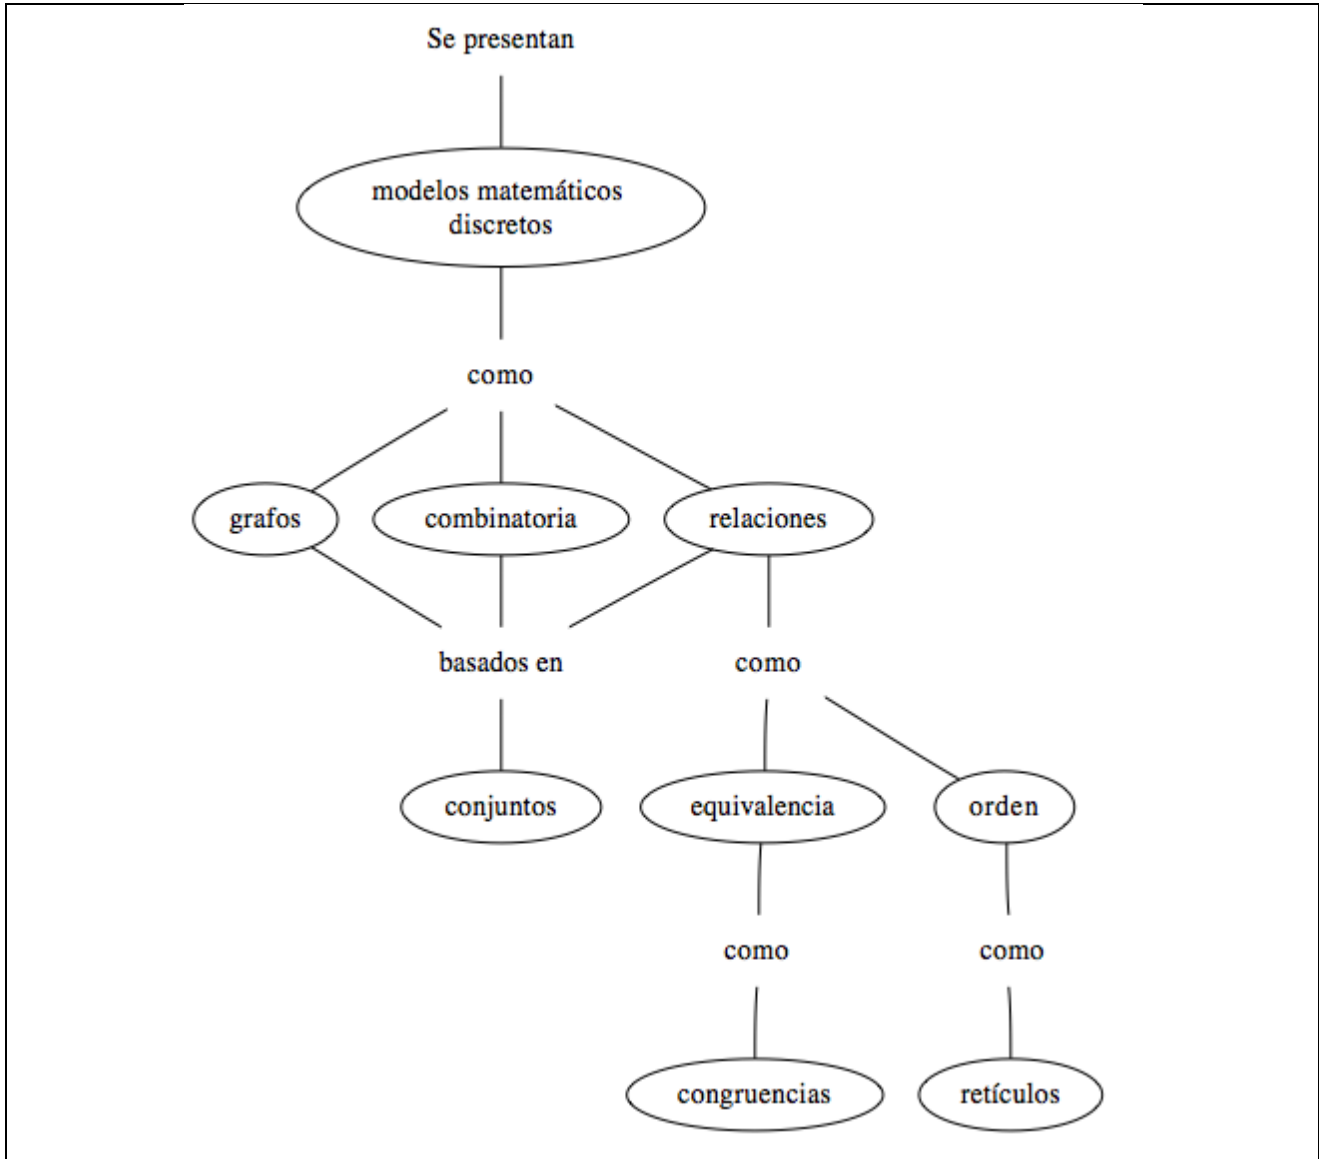 Se presentan
modelos matemáticos
discretos
como
grafos
combinatoria
relaciones
basados en
como
conjuntos
equivalencia
orden
como
como
congruencias
retículos